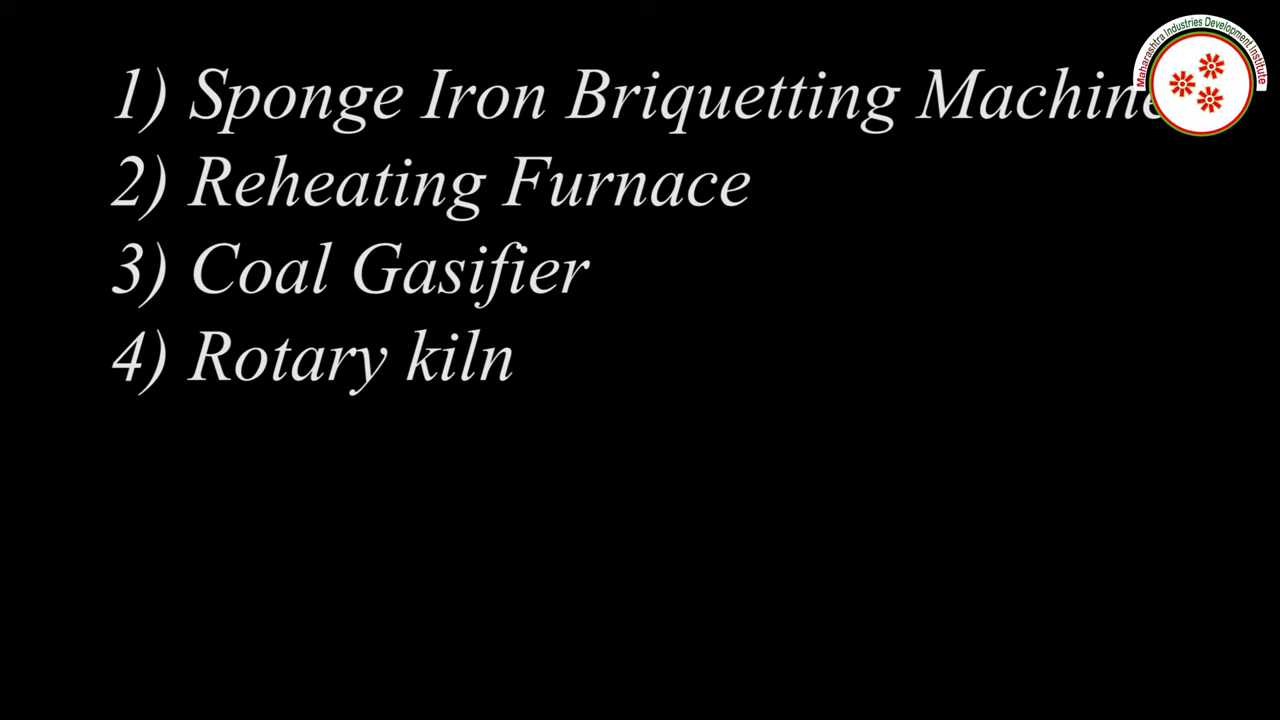 Maharashtra Industries Development Institute
1) Sponge Iron Briquetting Machine
2) Reheating Furnace
3) Coal Gasifier
4) Rotary kiln